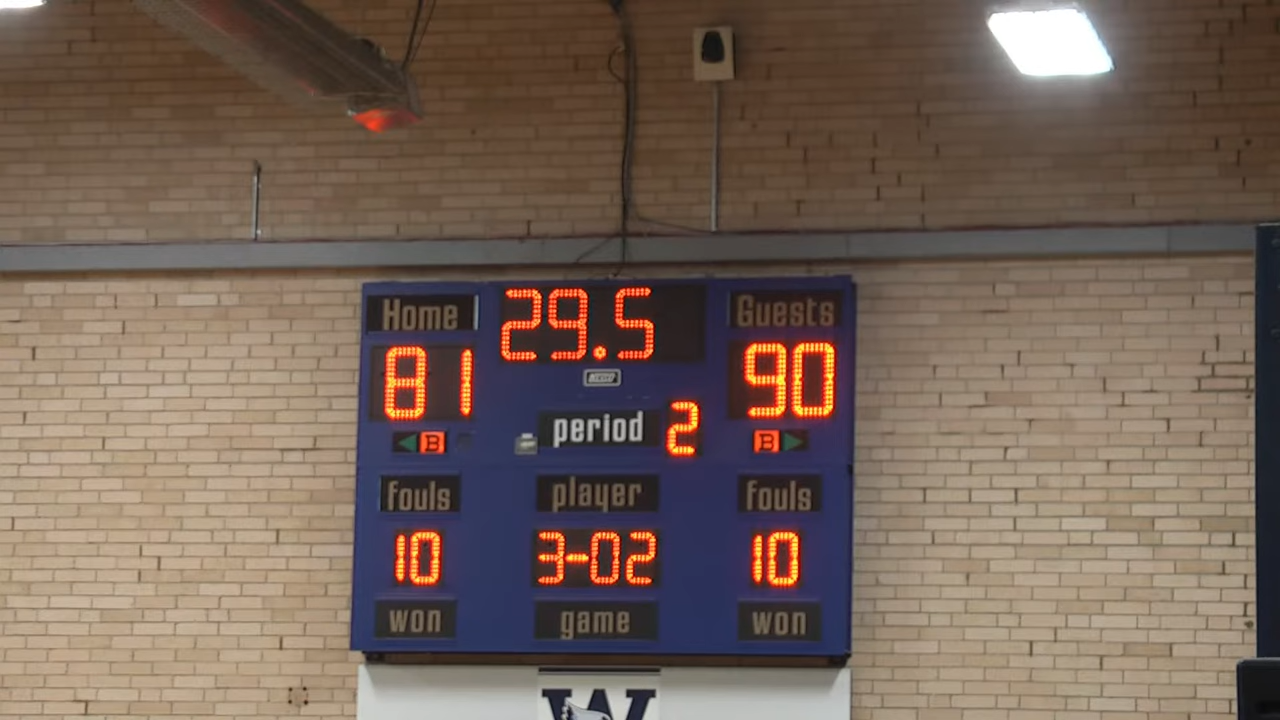 Home 29.5 Guests
81 90
period 2
B B
fouls player fouls
10 3-02 10
won game won
W